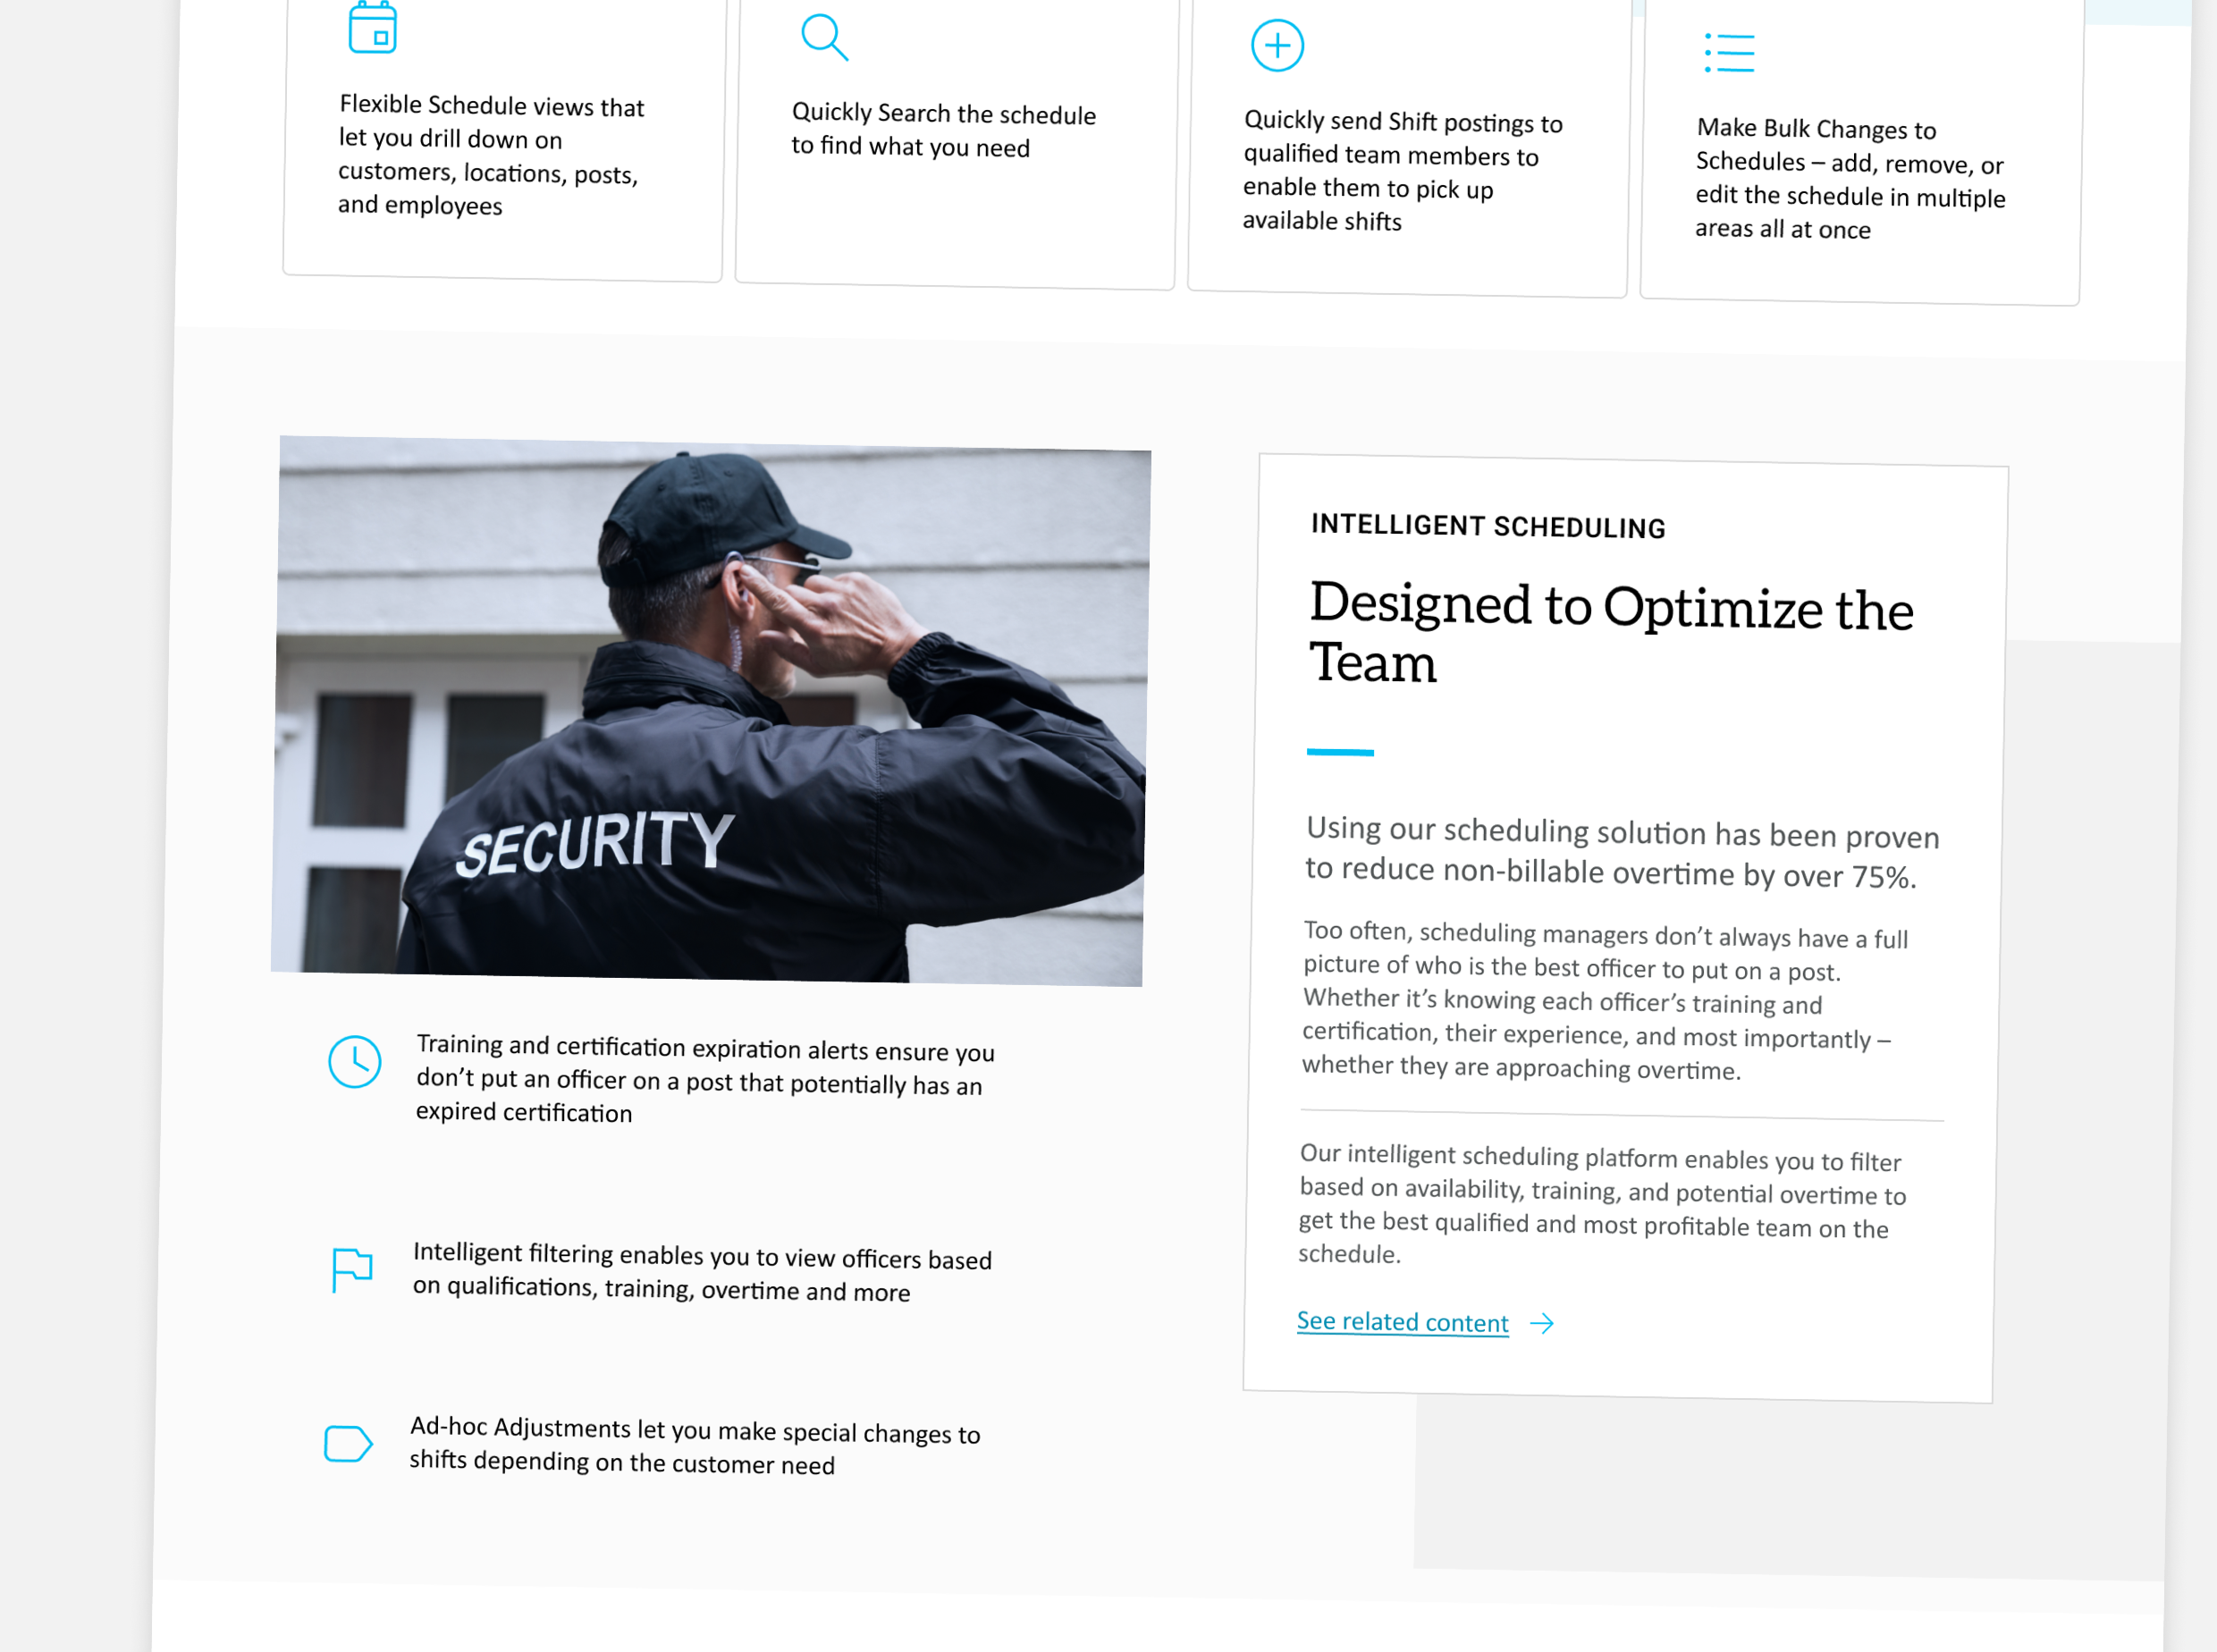 Flexible Schedule views that
let you drill down on
customers, locations, posts,
and employees
Quickly Search the schedule
to find what you need
Quickly send Shift postings to
qualified team members to
enable them to pick up
available shifts
Make Bulk Changes to
Schedules – add, remove, or
edit the schedule in multiple
areas all at once
SECURITY
Training and certification expiration alerts ensure you
don’t put an officer on a post that potentially has an
expired certification
Intelligent filtering enables you to view officers based
on qualifications, training, overtime and more
Ad-hoc Adjustments let you make special changes to
shifts depending on the customer need
INTELLIGENT SCHEDULING
Designed to Optimize the
Team
Using our scheduling solution has been proven
to reduce non-billable overtime by over 75%.
Too often, scheduling managers don’t always have a full
picture of who is the best officer to put on a post.
Whether it’s knowing each officer’s training and
certification, their experience, and most importantly –
whether they are approaching overtime.
Our intelligent scheduling platform enables you to filter
based on availability, training, and potential overtime to
get the best qualified and most profitable team on the
schedule.
See related content